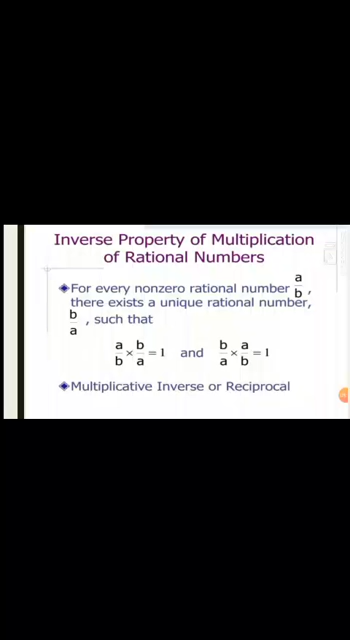 Inverse Property of Multiplication
of Rational Numbers
For every nonzero rational number a/b ,
there exists a unique rational number,
b/a , such that
a/b × b/a = 1 and b/a × a/b = 1
Multiplicative Inverse or Reciprocal